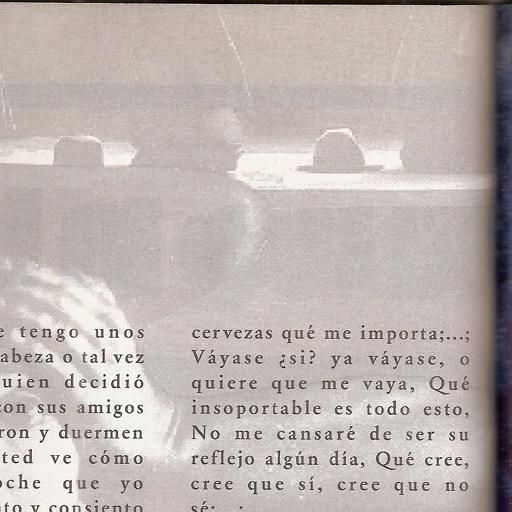 tengo unos
abeza o tal vez
uien decidió
con sus amigos
ron y duermen
ted ve cómo
oche que yo
to y consiento
cervezas qué me importa;...;
Váyase ¿si? ya váyase, o
quiere que me vaya, Qué
insoportable es todo esto,
No me cansaré de ser su
reflejo algún día, Qué cree,
cree que sí, cree que no
sé;